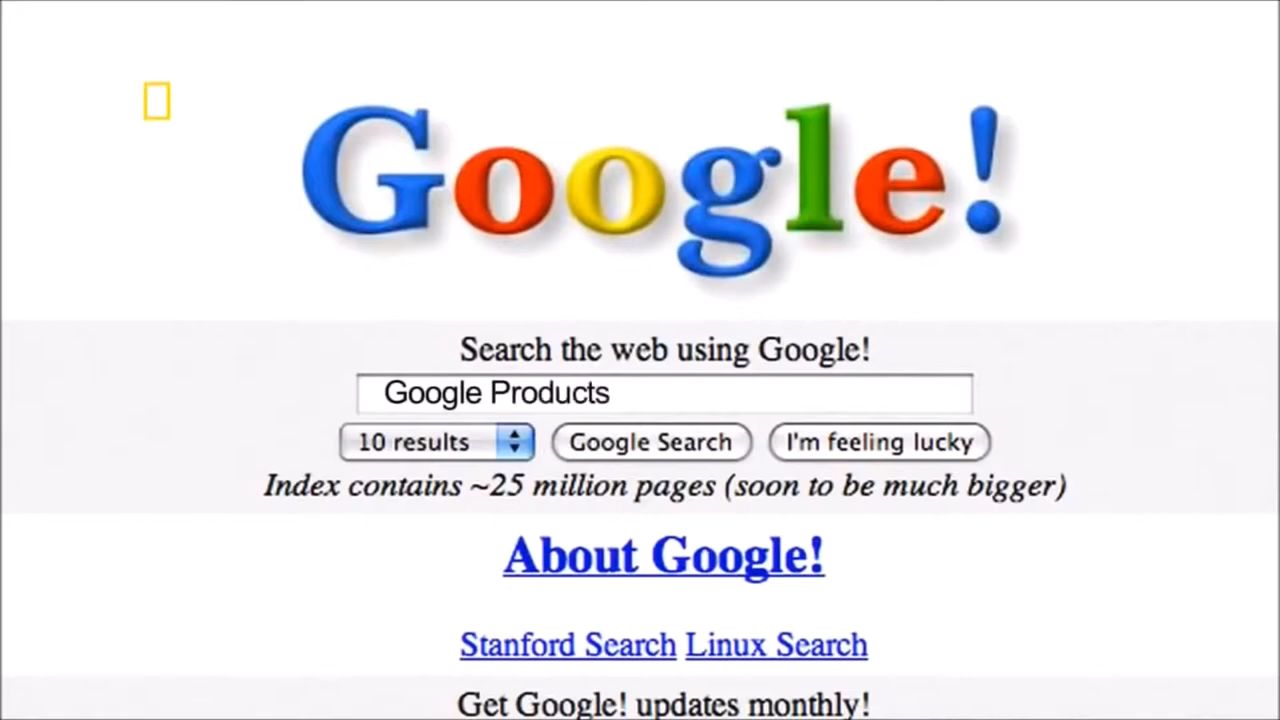 Google!
Search the web using Google!
Google Products
10 results Google Search I'm feeling lucky
Index contains ~25 million pages (soon to be much bigger)
About Google!
Stanford Search Linux Search
Get Google! updates monthly!